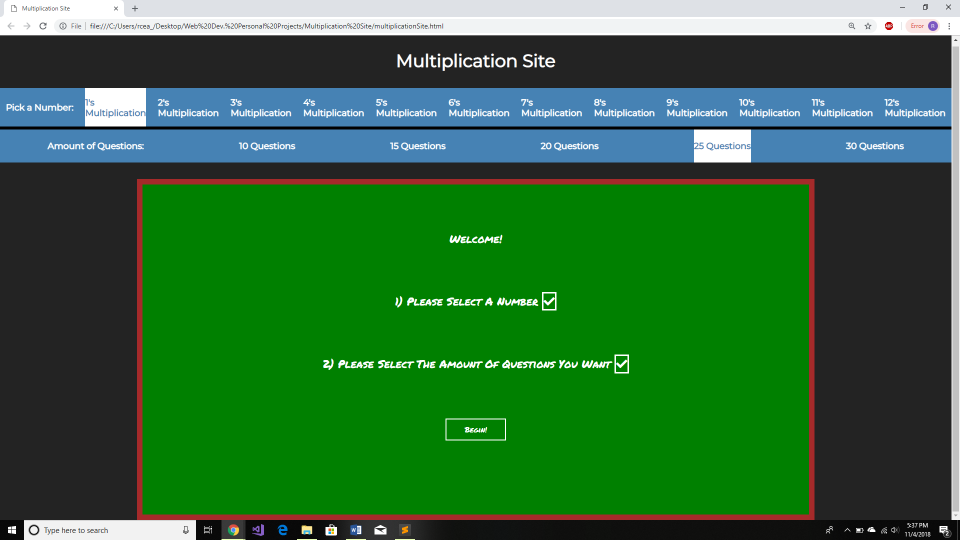 Multiplication Site
File file:///C:/Users/rcea_/Desktop/Web%20Dev.%20Personal%20Projects/Multiplication%20Site/multiplicationSite.html
ABP
Error
R
Multiplication Site
Pick a Number: 1's Multiplication 2's Multiplication 3's Multiplication 4's Multiplication 5's Multiplication 6's Multiplication 7's Multiplication 8's Multiplication 9's Multiplication 10's Multiplication 11's Multiplication 12's Multiplication
Amount of Questions: 10 Questions 15 Questions 20 Questions 25 Questions 30 Questions
Welcome!
1) Please Select A Number
2) Please Select The Amount Of Questions You Want
Begin!
Type here to search
5:37 PM
11/4/2018
2